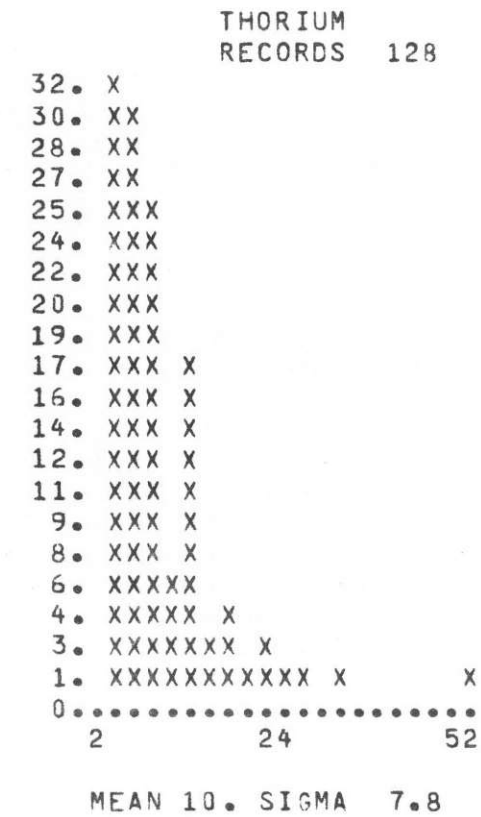 THORIUM
RECORDS 128
32. X
30. XX
28. XX
27. XX
25. XXX
24. XXX
22. XXX
20. XXX
19. XXX
17. XXX X
16. XXX X
14. XXX X
12. XXX X
11. XXX X
9. XXX X
8. XXX X
6. XXXXX
4. XXXXX X
3. XXXXXXX X
1. XXXXXXXXXXX X X
0......................
2 24 52
MEAN 10. SIGMA 7.8